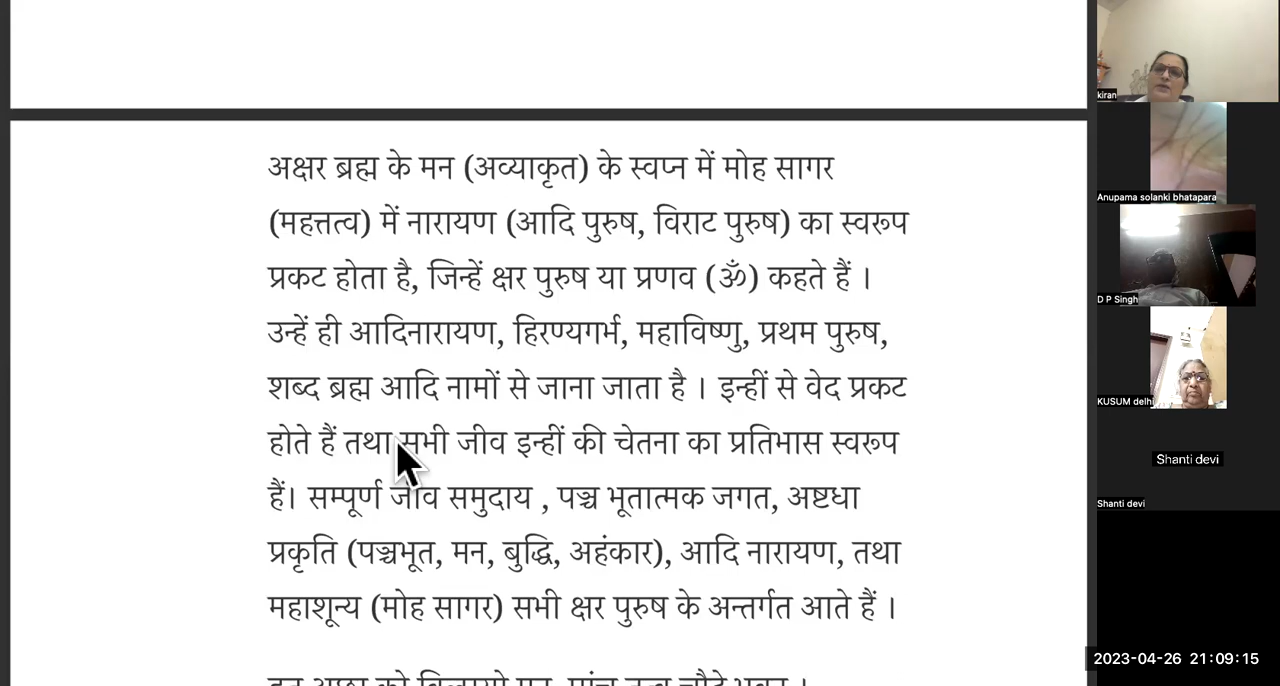 अक्षर ब्रह्म के मन (अव्याकृत) के स्वप्न में मोह सागर
(महत्तत्व) में नारायण (आदि पुरुष, विराट पुरुष) का स्वरूप
प्रकट होता है, जिन्हें क्षर पुरुष या प्रणव (ॐ) कहते हैं ।
उन्हें ही आदिनारायण, हिरण्यगर्भ, महाविष्णु, प्रथम पुरुष,
शब्द ब्रह्म आदि नामों से जाना जाता है । इन्हीं से वेद प्रकट
होते हैं तथा सभी जीव इन्हीं की चेतना का प्रतिभास स्वरूप
हैं। सम्पूर्ण जीव समुदाय , पञ्च भूतात्मक जगत, अष्टधा
प्रकृति (पञ्चभूत, मन, बुद्धि, अहंकार), आदि नारायण, तथा
महाशून्य (मोह सागर) सभी क्षर पुरुष के अन्तर्गत आते हैं ।
kiran
Anupama solanki bhatapara
D P Singh
KUSUM delhi
Shanti devi
Shanti devi
2023-04-26 21:09:15